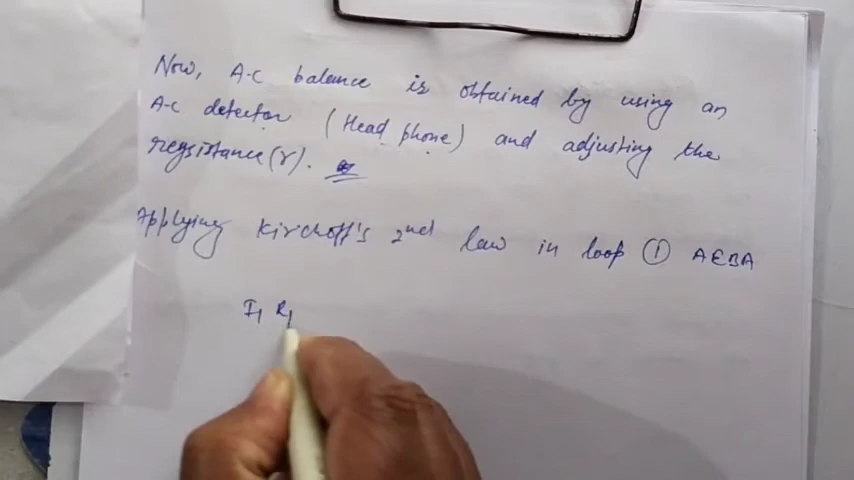 Now, A.C balance is obtained by using an
A.C detector (Head phone) and adjusting the
regsistance(r).
Applying Kirchoff's 2nd law in loop ① AEBA
I₁ R₁